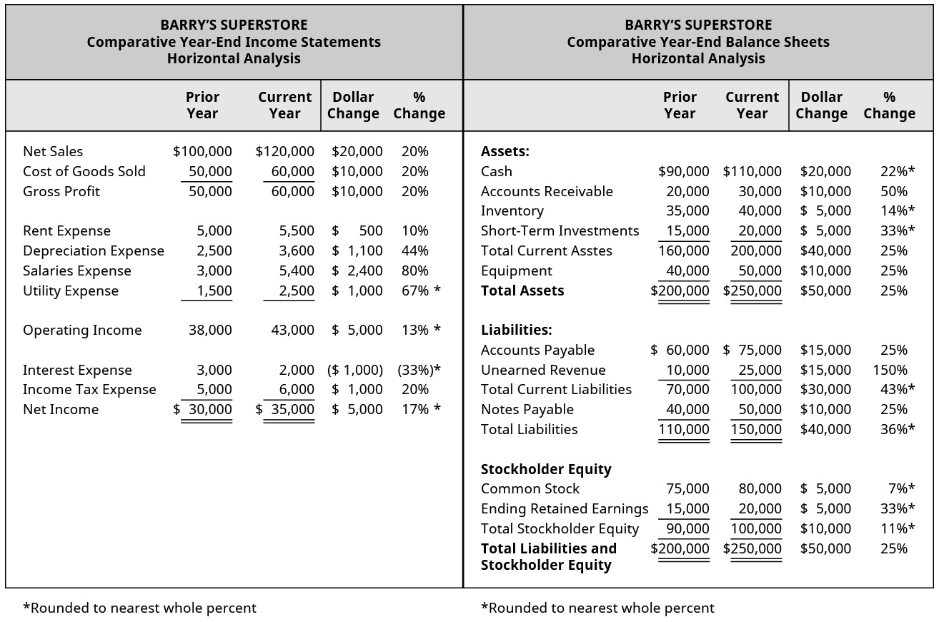 BARRY’S SUPERSTORE
Comparative Year-End Income Statements
Horizontal Analysis
Prior Year Current Year Dollar Change % Change
Net Sales $100,000 $120,000 $20,000 20%
Cost of Goods Sold 50,000 60,000 $10,000 20%
Gross Profit 50,000 60,000 $10,000 20%
Rent Expense 5,000 5,500 $ 500 10%
Depreciation Expense 2,500 3,600 $ 1,100 44%
Salaries Expense 3,000 5,400 $ 2,400 80%
Utility Expense 1,500 2,500 $ 1,000 67% *
Operating Income 38,000 43,000 $ 5,000 13% *
Interest Expense 3,000 2,000 ($ 1,000) (33%)*
Income Tax Expense 5,000 6,000 $ 1,000 20%
Net Income $ 30,000 $ 35,000 $ 5,000 17% *
*Rounded to nearest whole percent
BARRY’S SUPERSTORE
Comparative Year-End Balance Sheets
Horizontal Analysis
Prior Year Current Year Dollar Change % Change
Assets:
Cash $90,000 $110,000 $20,000 22%*
Accounts Receivable 20,000 30,000 $10,000 50%
Inventory 35,000 40,000 $ 5,000 14%*
Short-Term Investments 15,000 20,000 $ 5,000 33%*
Total Current Asstes 160,000 200,000 $40,000 25%
Equipment 40,000 50,000 $10,000 25%
Total Assets $200,000 $250,000 $50,000 25%
Liabilities:
Accounts Payable $ 60,000 $ 75,000 $15,000 25%
Unearned Revenue 10,000 25,000 $15,000 150%
Total Current Liabilities 70,000 100,000 $30,000 43%*
Notes Payable 40,000 50,000 $10,000 25%
Total Liabilities 110,000 150,000 $40,000 36%*
Stockholder Equity
Common Stock 75,000 80,000 $ 5,000 7%*
Ending Retained Earnings 15,000 20,000 $ 5,000 33%*
Total Stockholder Equity 90,000 100,000 $10,000 11%*
Total Liabilities and $200,000 $250,000 $50,000 25%
Stockholder Equity
*Rounded to nearest whole percent